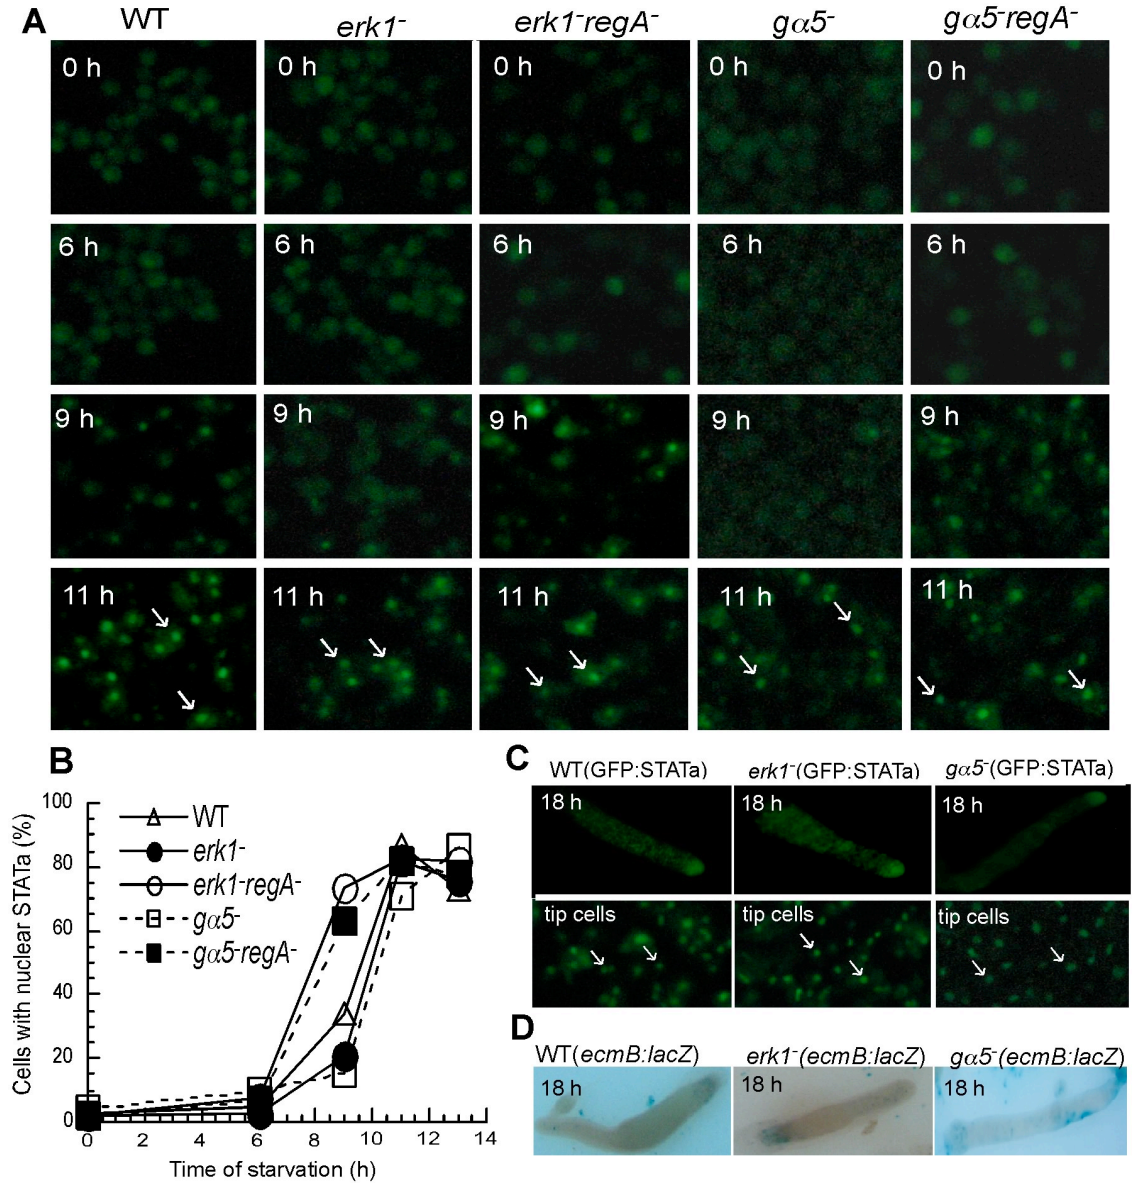 A
WT
erk1-
erk1-regA-
gα5-
gα5-regA-
0 h
0 h
0 h
0 h
0 h
6 h
6 h
6 h
6 h
6 h
9 h
9 h
9 h
9 h
9 h
11 h
11 h
11 h
11 h
11 h
B
Cells with nuclear STATa (%)
100
80
60
40
20
0
WT
erk1-
erk1-regA-
gα5-
gα5-regA-
0
2
4
6
8
10
12
14
Time of starvation (h)
C
WT(GFP:STATa)
erk1-(GFP:STATa)
gα5-(GFP:STATa)
18 h
18 h
18 h
tip cells
tip cells
tip cells
D
WT(ecmB:lacZ)
erk1-(ecmB:lacZ)
gα5-(ecmB:lacZ)
18 h
18 h
18 h